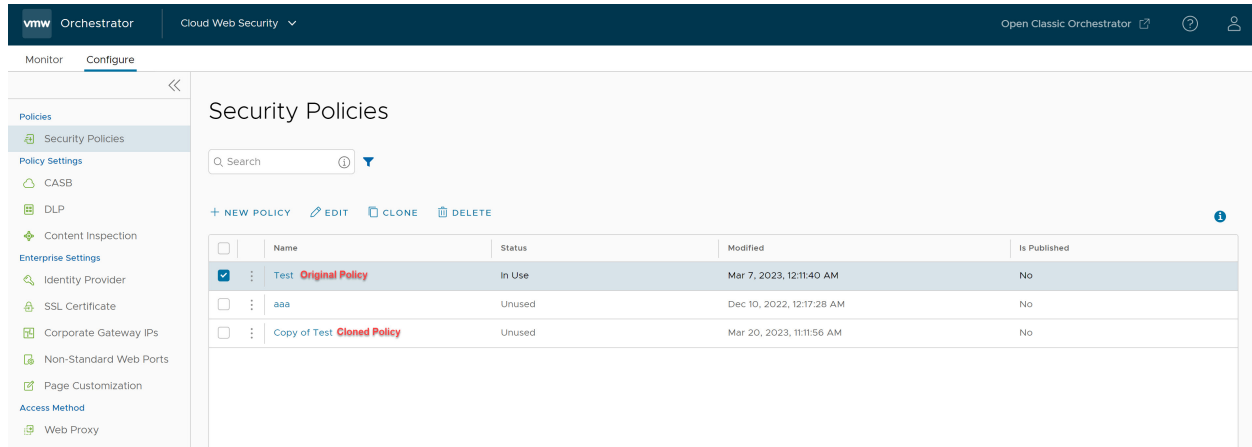 vmw Orchestrator Cloud Web Security Open Classic Orchestrator
Monitor Configure
Policies
Security Policies
Policy Settings
CASB
DLP
Content Inspection
Enterprise Settings
Identity Provider
SSL Certificate
Corporate Gateway IPs
Non-Standard Web Ports
Page Customization
Access Method
Web Proxy
Security Policies
Search
+ NEW POLICY EDIT CLONE DELETE
Name Status Modified Is Published
Test Original Policy In Use Mar 7, 2023, 12:11:40 AM No
aaa Unused Dec 10, 2022, 12:17:28 AM No
Copy of Test Cloned Policy Unused Mar 20, 2023, 11:11:56 AM No